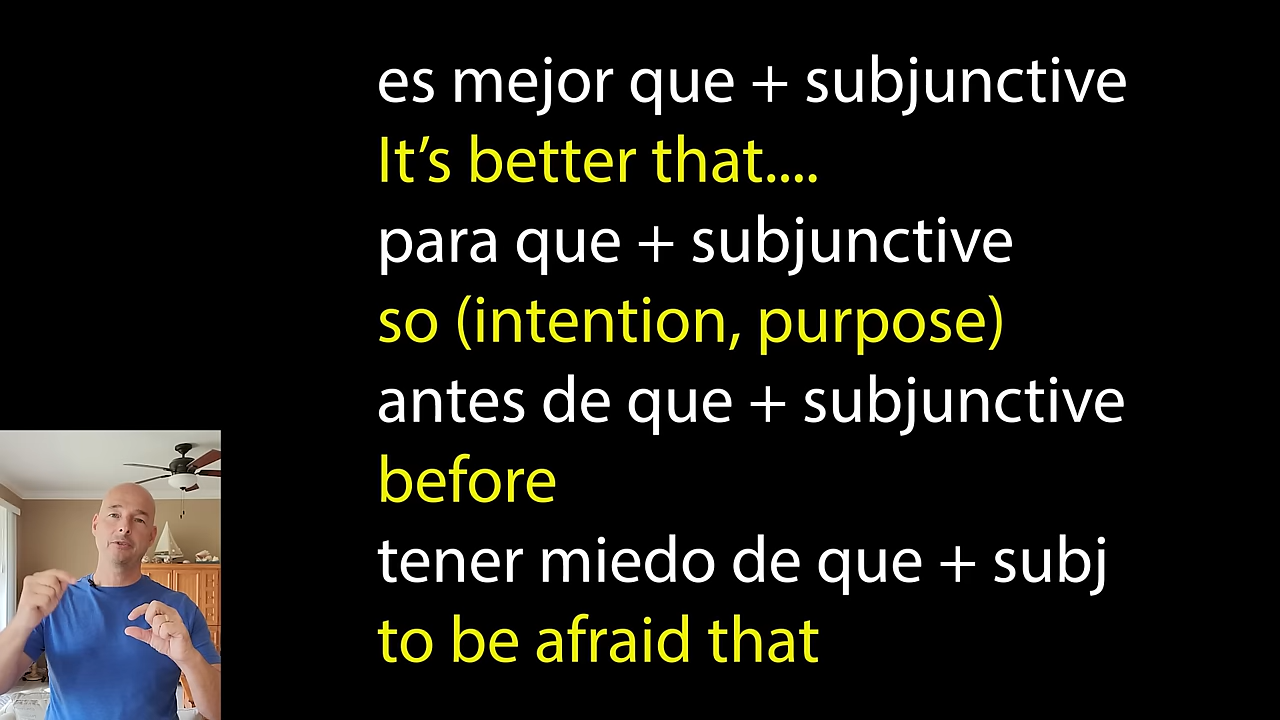 es mejor que + subjunctive
It’s better that....
para que + subjunctive
so (intention, purpose)
antes de que + subjunctive
before
tener miedo de que + subj
to be afraid that